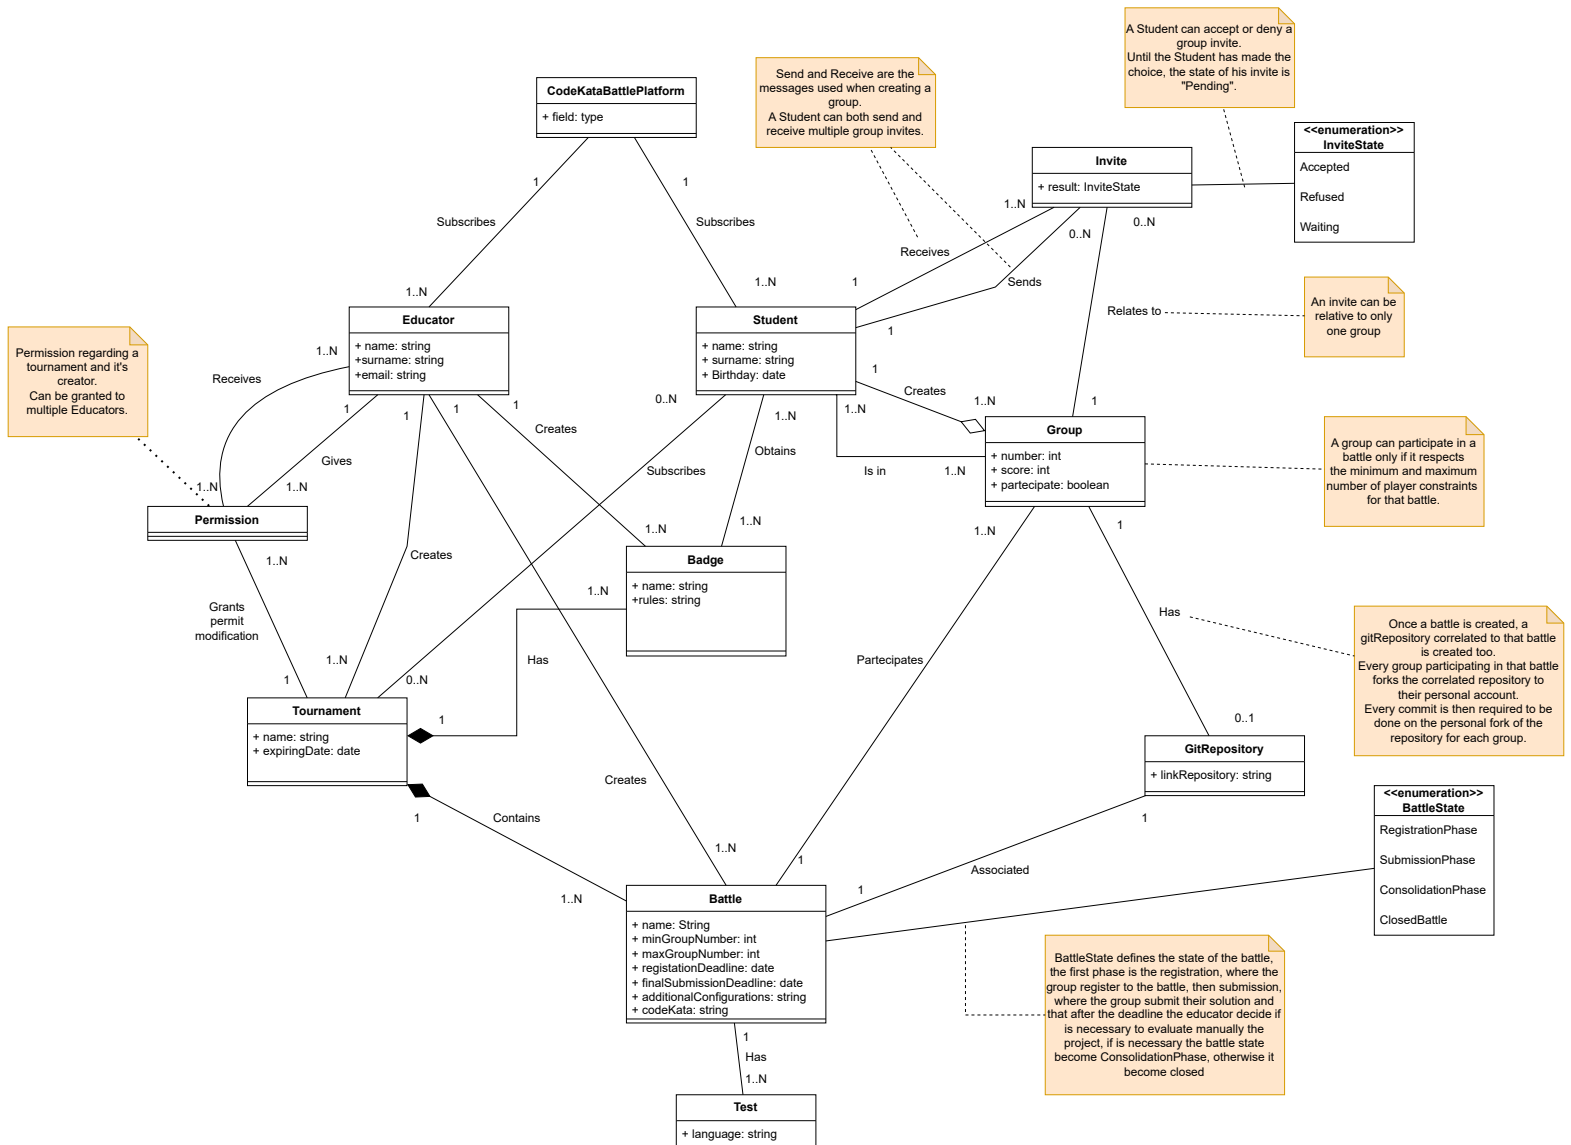 A Student can accept or deny a
group invite.
Until the Student has made the
choice, the state of his invite is
"Pending".
Send and Receive are the
messages used when creating a
group.
A Student can both send and
receive multiple group invites.
CodeKataBattlePlatform
+ field: type
<<enumeration>>
InviteState
Accepted
Refused
Waiting
Invite
+ result: InviteState
1
1
Subscribes
Subscribes
1..N
0..N
0..N
Receives
Sends
1..N
1..N
1
1
Relates to
An invite can be
relative to only
one group
Educator
+ name: string
+surname: string
+email: string
Student
+ name: string
+ surname: string
+ Birthday: date
Permission regarding a
tournament and it's
creator.
Can be granted to
multiple Educators.
1..N
Receives
1
1
1
1
Creates
0..N
1..N
Obtains
1
Creates
1..N
1..N
1
Is in
1..N
Group
+ number: int
+ score: int
+ partecipate: boolean
A group can participate in a
battle only if it respects
the minimum and maximum
number of player constraints
for that battle.
Gives
1..N
1..N
Subscribes
Permission
1..N
Creates
1..N
1..N
1..N
1
Badge
+ name: string
+rules: string
1..N
Grants
permit
modification
Has
1..N
1
0..N
Partecipates
Has
Once a battle is created, a
gitRepository correlated to that battle
is created too.
Every group participating in that battle
forks the correlated repository to
their personal account.
Every commit is then required to be
done on the personal fork of the
repository for each group.
Tournament
+ name: string
+ expiringDate: date
1
0..1
GitRepository
+ linkRepository: string
Creates
1
Contains
1..N
1..N
1
1
Associated
1
<<enumeration>>
BattleState
RegistrationPhase
SubmissionPhase
ConsolidationPhase
ClosedBattle
Battle
+ name: String
+ minGroupNumber: int
+ maxGroupNumber: int
+ registationDeadline: date
+ finalSubmissionDeadline: date
+ additionalConfigurations: string
+ codeKata: string
BattleState defines the state of the battle,
the first phase is the registration, where the
group register to the battle, then submission,
where the group submit their solution and
that after the deadline the educator decide if
is necessary to evaluate manually the
project, if is necessary the battle state
become ConsolidationPhase, otherwise it
become closed
1
Has
1..N
Test
+ language: string